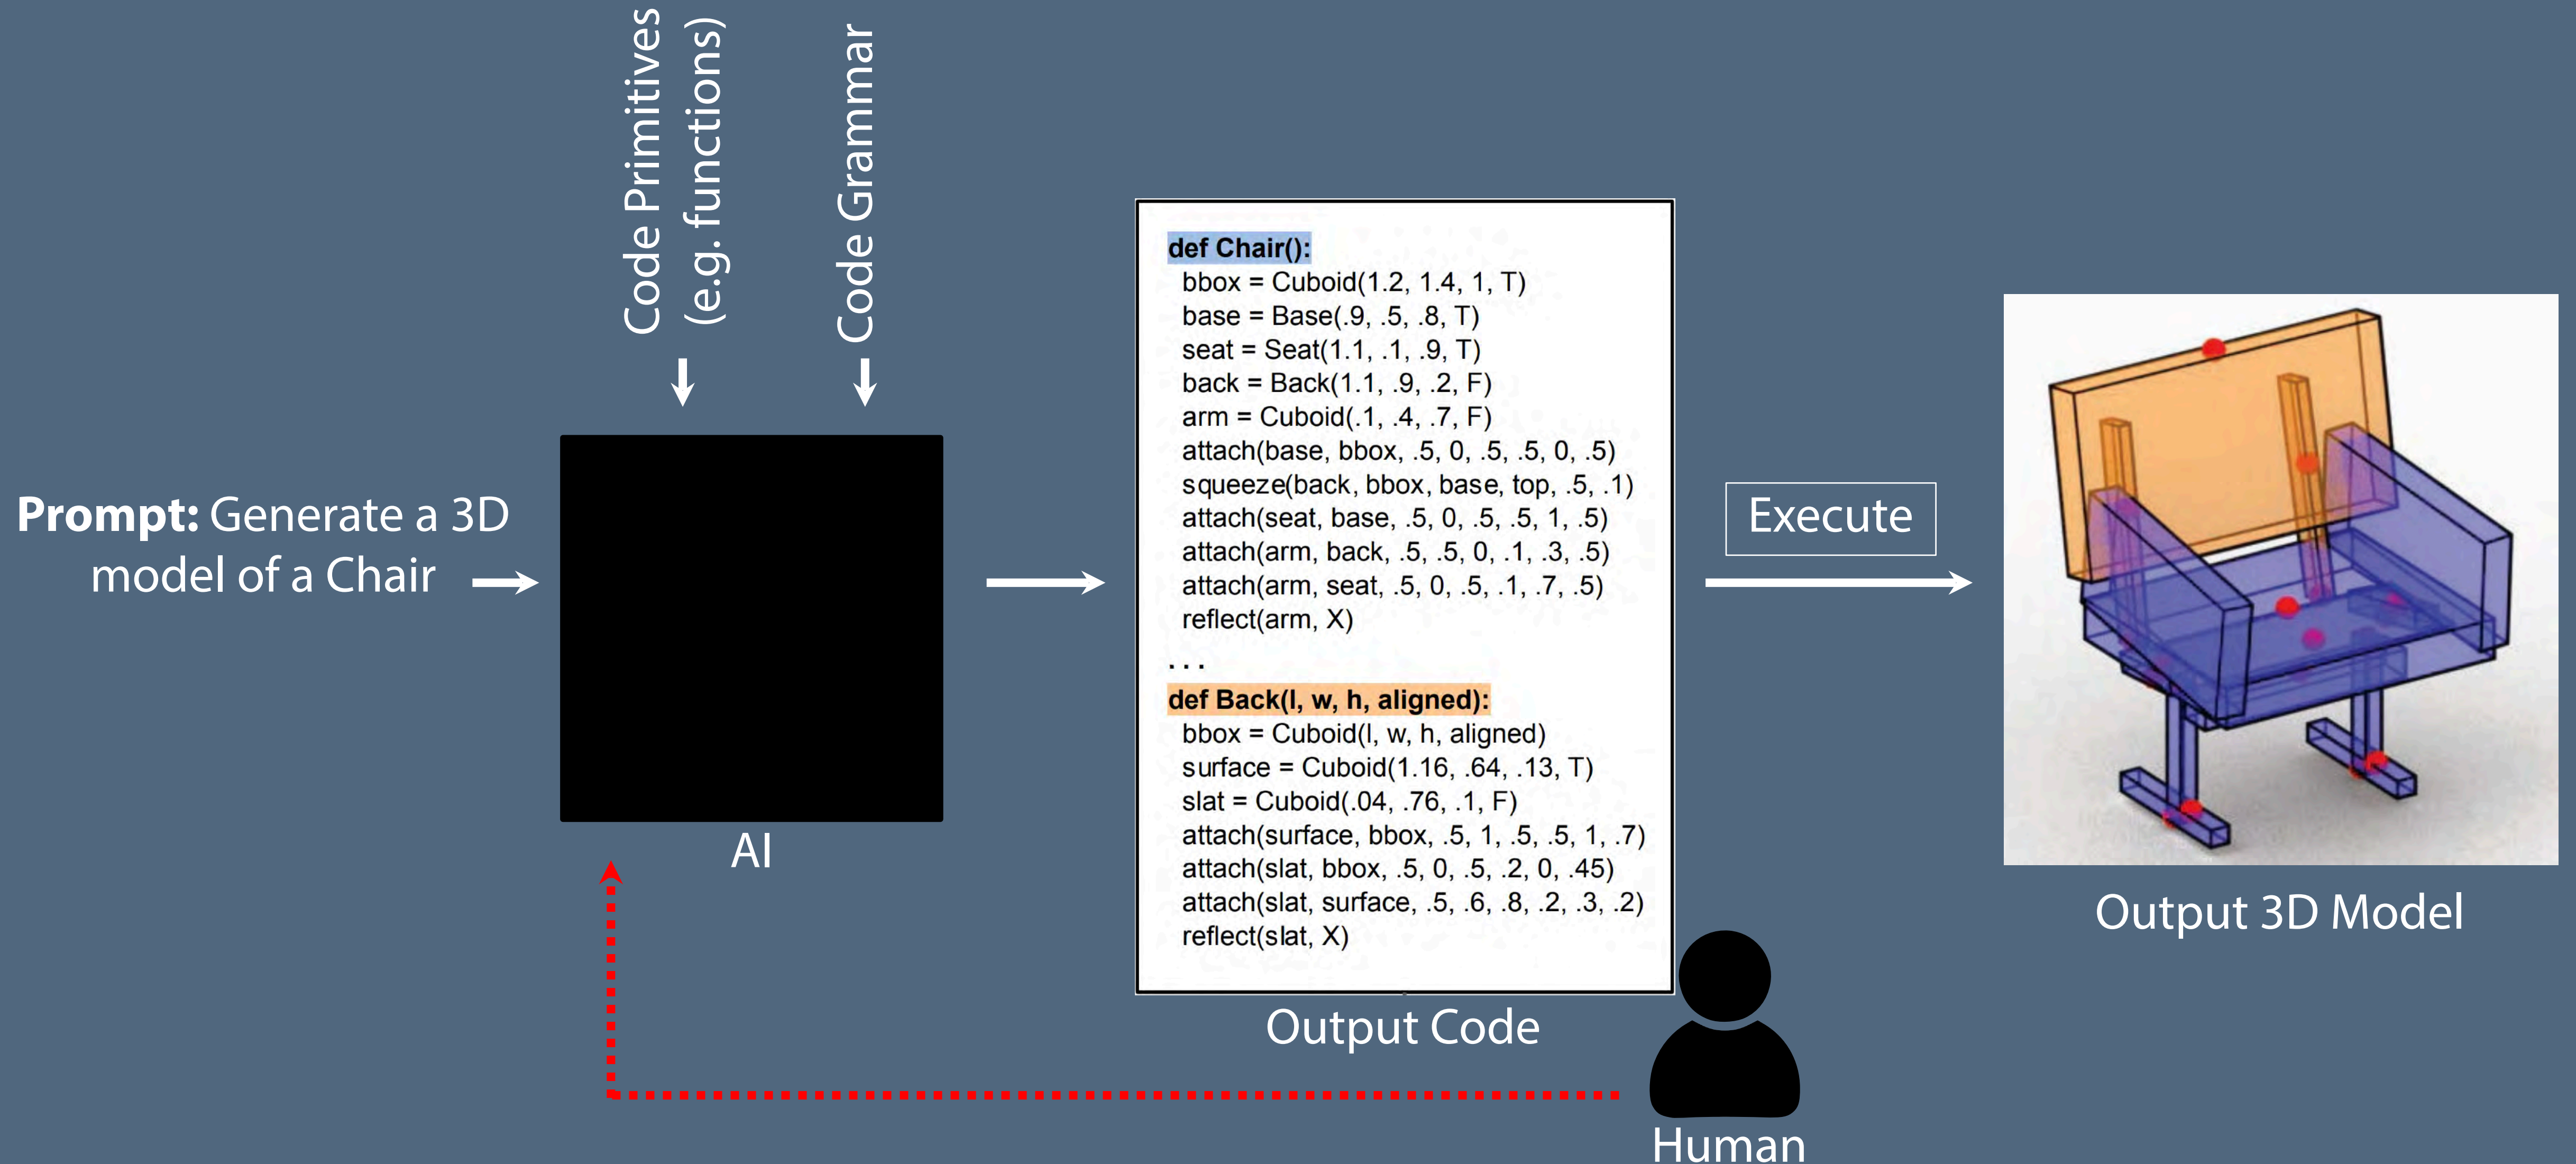 Code Primitives
(e.g. functions)
Code Grammar
Prompt: Generate a 3D
model of a Chair
AI
def Chair():
bbox = Cuboid(1.2, 1.4, 1, T)
base = Base(.9, .5, .8, T)
seat = Seat(1.1, .1, .9, T)
back = Back(1.1, .9, .2, F)
arm = Cuboid(.1, .4, .7, F)
attach(base, bbox, .5, 0, .5, .5, 0, .5)
squeeze(back, bbox, base, top, .5, .1)
attach(seat, base, .5, 0, .5, .5, 1, .5)
attach(arm, back, .5, .5, 0, .1, .3, .5)
attach(arm, seat, .5, 0, .5, .1, .7, .5)
reflect(arm, X)
. . .
def Back(l, w, h, aligned):
bbox = Cuboid(l, w, h, aligned)
surface = Cuboid(1.16, .64, .13, T)
slat = Cuboid(.04, .76, .1, F)
attach(surface, bbox, .5, 1, .5, .5, 1, .7)
attach(slat, bbox, .5, 0, .5, .2, 0, .45)
attach(slat, surface, .5, .6, .8, .2, .3, .2)
reflect(slat, X)
Output Code
Human
Execute
Output 3D Model